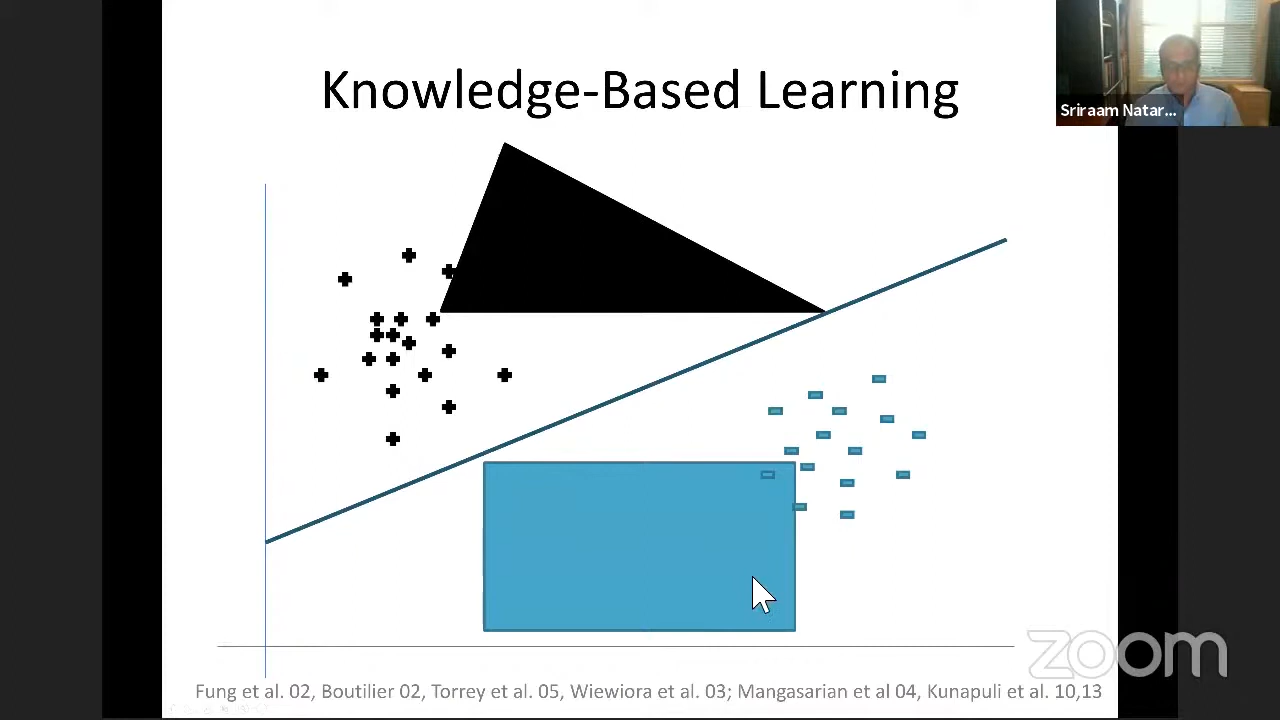 Knowledge-Based Learning
Sriraam Natar...
zoom
Fung et al. 02, Boutilier 02, Torrey et al. 05, Wiewiora et al. 03; Mangasarian et al 04, Kunapuli et al. 10,13